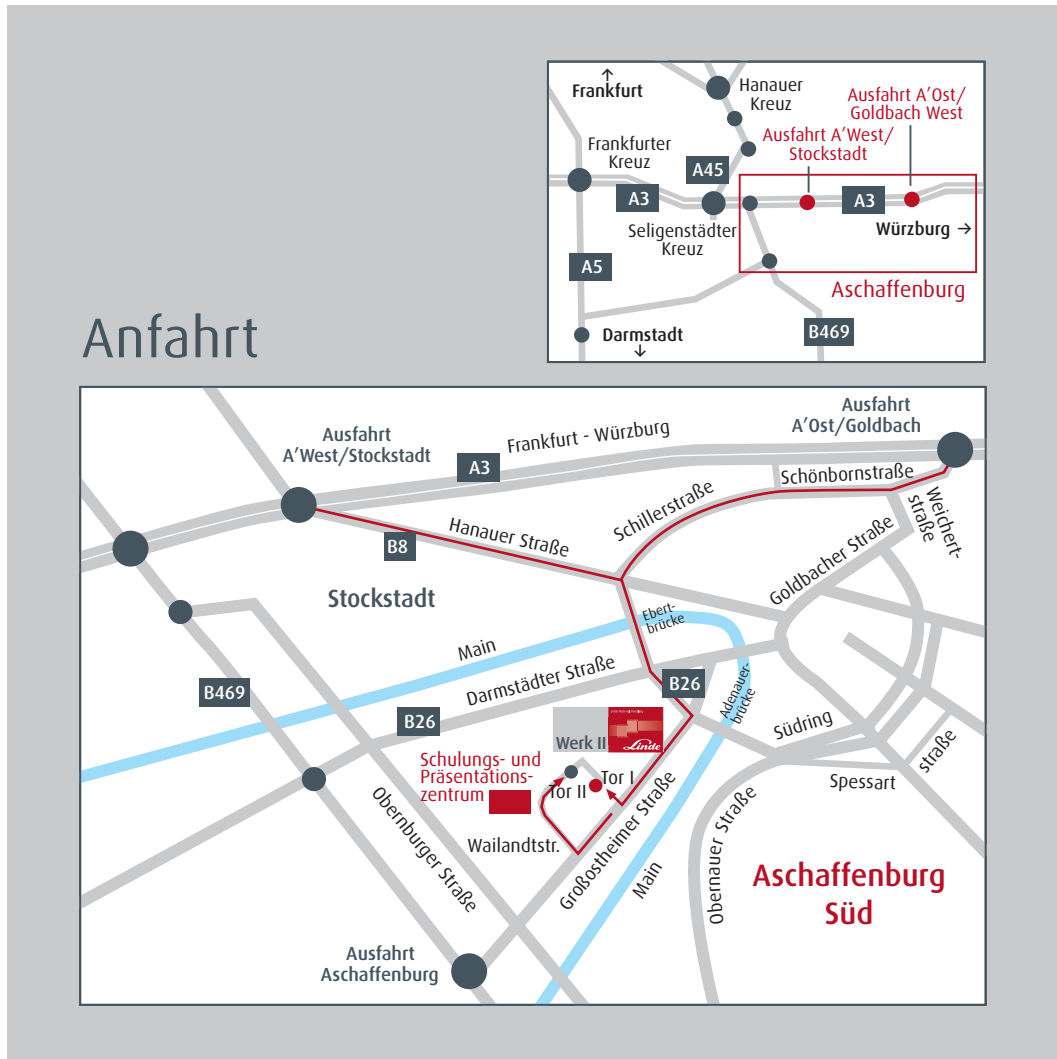 Frankfurt
Hanauer
Kreuz
Ausfahrt A'Ost/
Goldbach West
Ausfahrt A'West/
Stockstadt
Frankfurter
Kreuz
A45
A3
A3
Seligenstädter
Kreuz
Würzburg →
A5
Aschaffenburg
B469
Darmstadt
Anfahrt
Ausfahrt
A'Ost/Goldbach
Ausfahrt
A'West/Stockstadt
Frankfurt - Würzburg
A3
Schönbornstraße
Schillerstraße
Weichert-
straße
Hanauer Straße
B8
Goldbacher Straße
Stockstadt
Ebert-
brücke
Main
Darmstädter Straße
B469
B26
B26
Adenauer-
brücke
Südring
Werk II
Linde
Schulungs- und
Präsentations-
zentrum
Tor I
Tor II
straße
Spessart
Obernburger Straße
Wailandtstr.
Großostheimer Straße
Main
Obernauer Straße
Aschaffenburg
Süd
Ausfahrt
Aschaffenburg